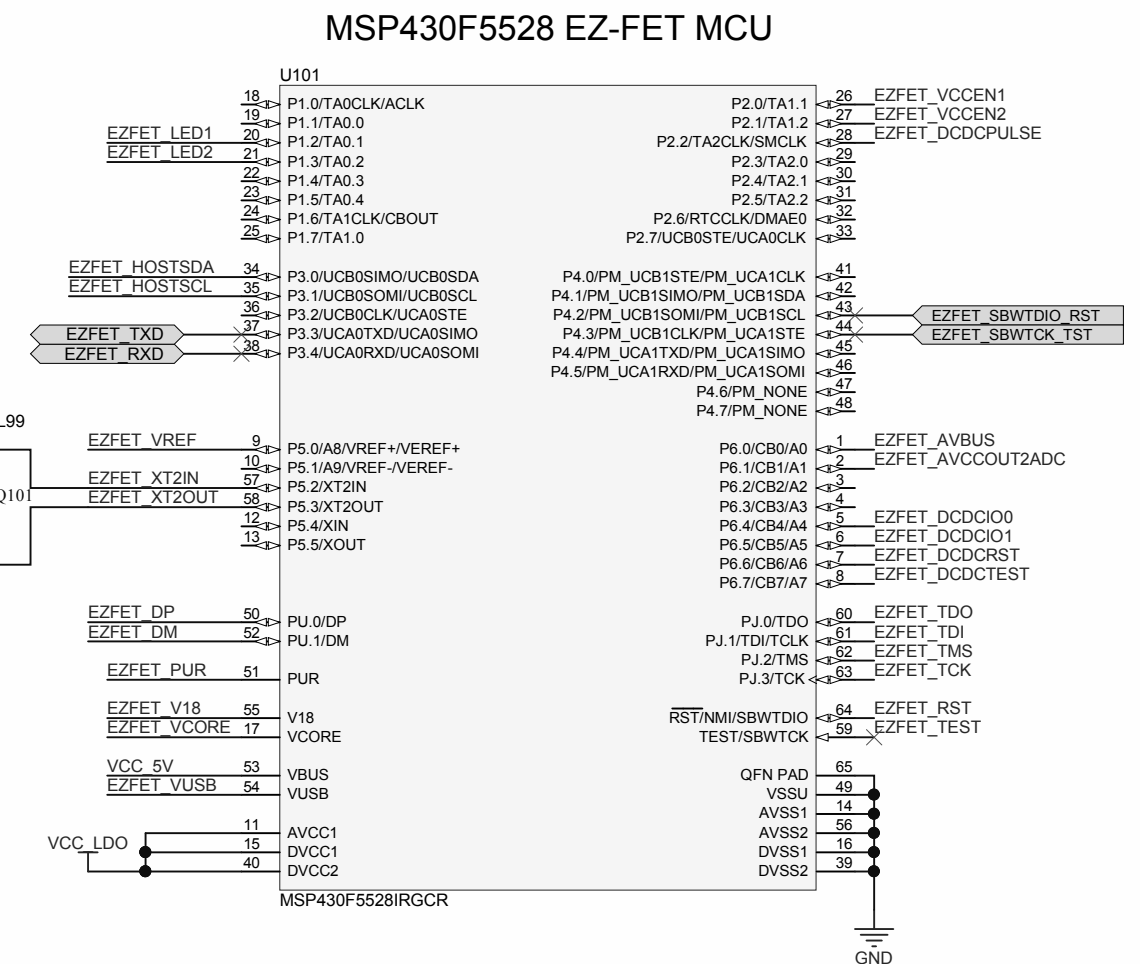 MSP430F5528 EZ-FET MCU
U101
18 P1.0/TA0CLK/ACLK
19 P1.1/TA0.0
EZFET_LED1 20 P1.2/TA0.1
EZFET_LED2 21 P1.3/TA0.2
22 P1.4/TA0.3
23 P1.5/TA0.4
24 P1.6/TA1CLK/CBOUT
25 P1.7/TA1.0
EZFET_HOSTSDA 34 P3.0/UCB0SIMO/UCB0SDA
EZFET_HOSTSCL 35 P3.1/UCB0SOMI/UCB0SCL
36 P3.2/UCB0CLK/UCA0STE
EZFET_TXD 37 P3.3/UCA0TXD/UCA0SIMO
EZFET_RXD 38 P3.4/UCA0RXD/UCA0SOMI
L99
EZFET_VREF 9 P5.0/A8/VREF+/VEREF+
10 P5.1/A9/VREF-/VEREF-
EZFET_XT2IN 57 P5.2/XT2IN
Q101
EZFET_XT2OUT 58 P5.3/XT2OUT
12 P5.4/XIN
13 P5.5/XOUT
EZFET_DP 50 PU.0/DP
EZFET_DM 52 PU.1/DM
EZFET_PUR 51 PUR
EZFET_V18 55 V18
EZFET_VCORE 17 VCORE
VCC_5V 53 VBUS
EZFET_VUSB 54 VUSB
11 AVCC1
VCC_LDO 15 DVCC1
40 DVCC2
P2.0/TA1.1 26 EZFET_VCCEN1
P2.1/TA1.2 27 EZFET_VCCEN2
P2.2/TA2CLK/SMCLK 28 EZFET_DCDCPULSE
P2.3/TA2.0 29
P2.4/TA2.1 30
P2.5/TA2.2 31
P2.6/RTCCLK/DMAE0 32
P2.7/UCB0STE/UCA0CLK 33
P4.0/PM_UCB1STE/PM_UCA1CLK 41
P4.1/PM_UCB1SIMO/PM_UCB1SDA 42
P4.2/PM_UCB1SOMI/PM_UCB1SCL 43 EZFET_SBWTDIO_RST
P4.3/PM_UCB1CLK/PM_UCA1STE 44 EZFET_SBWTCK_TST
P4.4/PM_UCA1TXD/PM_UCA1SIMO 45
P4.5/PM_UCA1RXD/PM_UCA1SOMI 46
P4.6/PM_NONE 47
P4.7/PM_NONE 48
P6.0/CB0/A0 1 EZFET_AVBUS
P6.1/CB1/A1 2 EZFET_AVCCOUT2ADC
P6.2/CB2/A2 3
P6.3/CB3/A3 4
P6.4/CB4/A4 5 EZFET_DCDCIO0
P6.5/CB5/A5 6 EZFET_DCDCIO1
P6.6/CB6/A6 7 EZFET_DCDCRST
P6.7/CB7/A7 8 EZFET_DCDCTEST
PJ.0/TDO 60 EZFET_TDO
PJ.1/TDI/TCLK 61 EZFET_TDI
PJ.2/TMS 62 EZFET_TMS
PJ.3/TCK 63 EZFET_TCK
RST/NMI/SBWTDIO 64 EZFET_RST
TEST/SBWTCK 59 EZFET_TEST
QFN PAD 65
VSSU 49
AVSS1 14
AVSS2 56
DVSS1 16
DVSS2 39
MSP430F5528IRGCR
GND